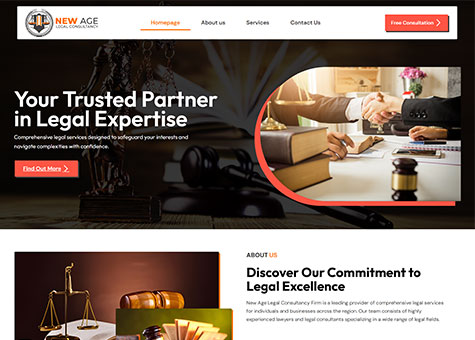 NEW AGE
LEGAL CONSULTANCY
Homepage
About us
Services
Contact Us
Free Consultation
Your Trusted Partner
in Legal Expertise
Comprehensive legal services designed to safeguard your interests and
navigate complexities with confidence.
Find Out More
ABOUT US
Discover Our Commitment to
Legal Excellence
New Age Legal Consultancy Firm is a leading provider of comprehensive legal services
for individuals and businesses across the region. Our team consists of highly
experienced lawyers and legal consultants specializing in a wide range of legal fields.